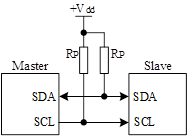 +Vdd
RP RP
Master Slave
SDA SDA
SCL SCL